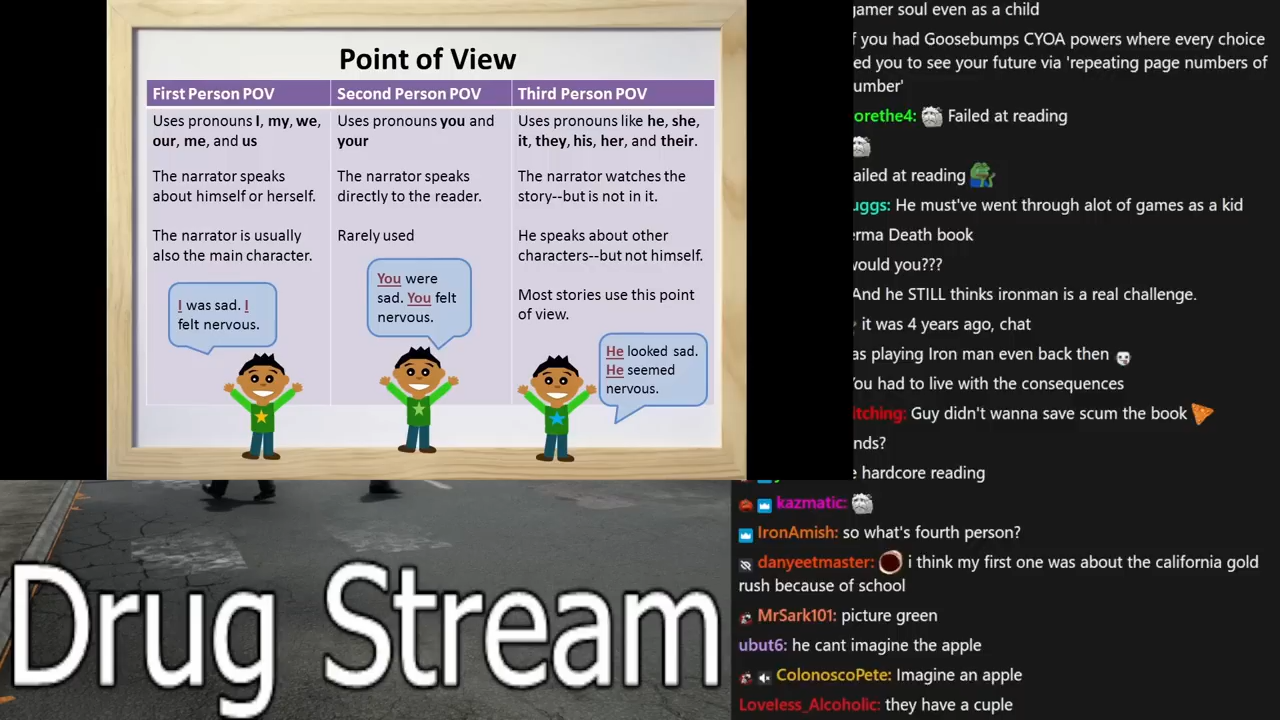 Point of View
First Person POV
Second Person POV
Third Person POV
Uses pronouns I, my, we,
our, me, and us
The narrator speaks
about himself or herself.
The narrator is usually
also the main character.
I was sad. I
felt nervous.
Uses pronouns you and
your
The narrator speaks
directly to the reader.
Rarely used
You were
sad. You felt
nervous.
Uses pronouns like he, she,
it, they, his, her, and their.
The narrator watches the
story--but is not in it.
He speaks about other
characters--but not himself.
Most stories use this point
of view.
He looked sad.
He seemed
nervous.
Drug Stream
gamer soul even as a child
f you had Goosebumps CYOA powers where every choice
ed you to see your future via 'repeating page numbers of
umber'
orethe4: Failed at reading
ailed at reading
uggs: He must've went through alot of games as a kid
erma Death book
would you???
And he STILL thinks ironman is a real challenge.
it was 4 years ago, chat
as playing Iron man even back then
You had to live with the consequences
itching: Guy didn't wanna save scum the book
nds?
e hardcore reading
kazmatic:
IronAmish: so what's fourth person?
danyeetmaster: i think my first one was about the california gold
rush because of school
MrSark101: picture green
ubut6: he cant imagine the apple
ColonoscoPete: Imagine an apple
Loveless_Alcoholic: they have a cuple